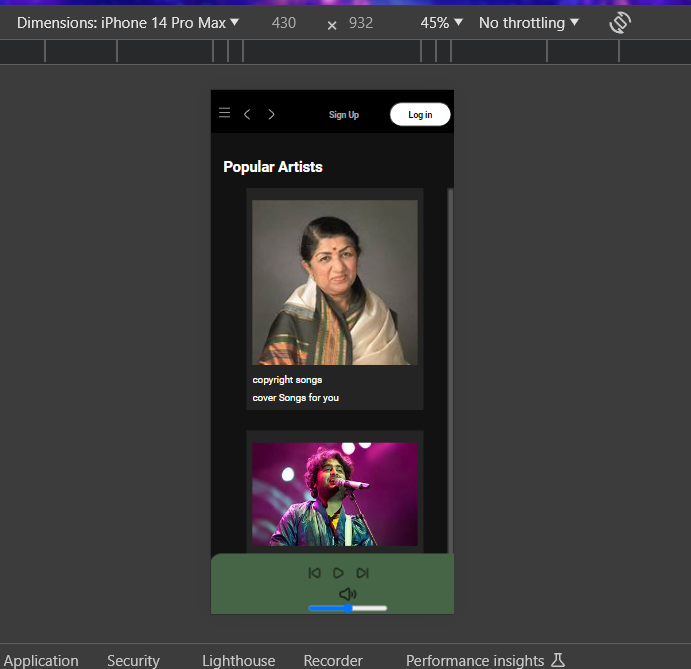 Dimensions: iPhone 14 Pro Max ▼ 430 × 932 45% ▼ No throttling ▼
Sign Up Log in
Popular Artists
copyright songs
cover Songs for you
Application Security Lighthouse Recorder Performance insights